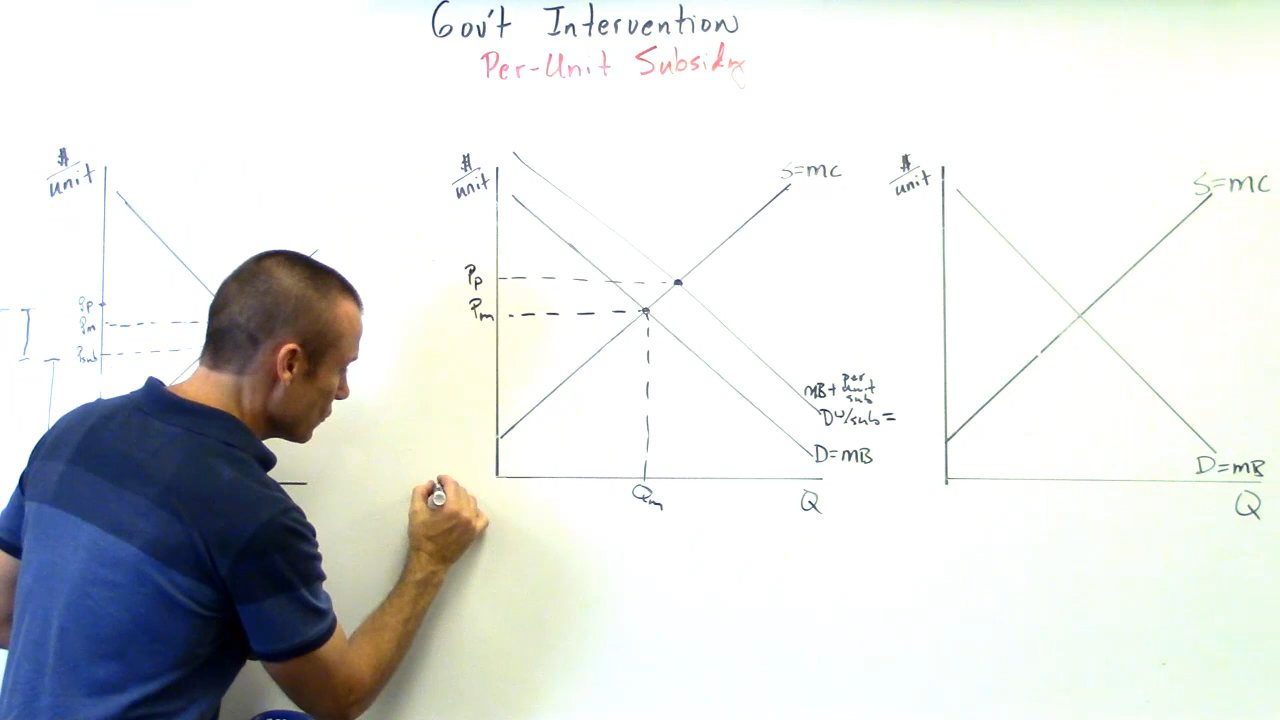 Gov't Intervention
Per-Unit Subsidy
$/unit
Pp
Pm
Psub
$/unit
S=MC
Pp
Pm
MB+ per unit sub
D w/sub =
D=MB
Qm
Q
$/unit
S=MC
D=MB
Q